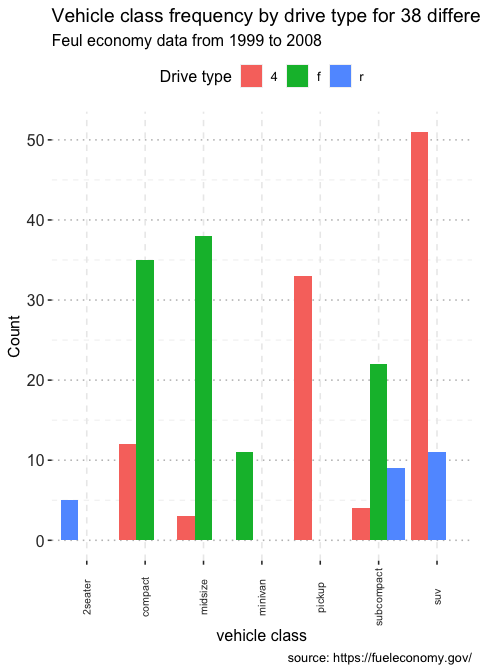 Vehicle class frequency by drive type for 38 differe
Feul economy data from 1999 to 2008
Drive type 4 f r
50
40
30
20
10
0
Count
2seater
compact
midsize
minivan
pickup
subcompact
suv
vehicle class
source: https://fueleconomy.gov/